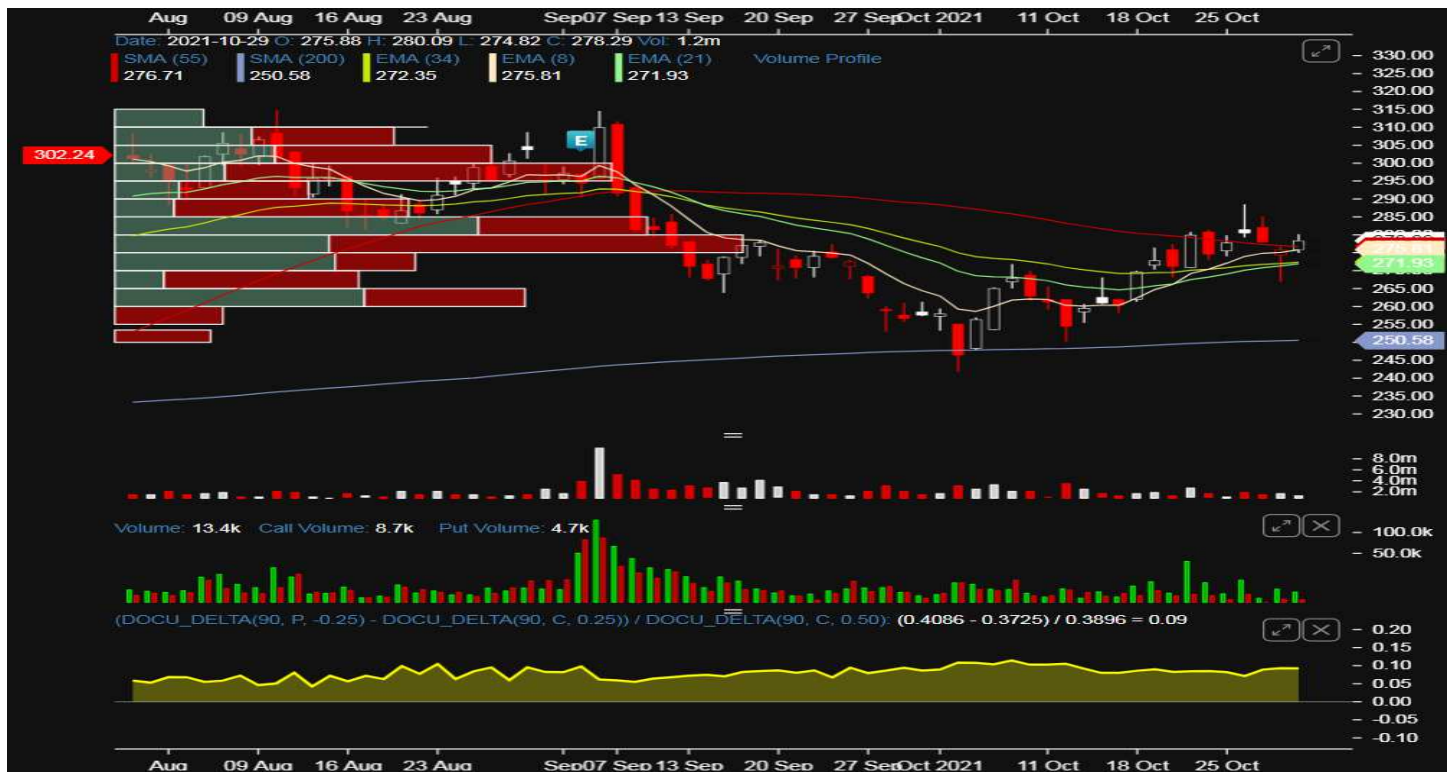 Aug 09 Aug 16 Aug 23 Aug Sep07 Sep 13 Sep 20 Sep 27 SepOct 2021 11 Oct 18 Oct 25 Oct
Date: 2021-10-29 O: 275.88 H: 280.09 L: 274.82 C: 278.29 Vol: 1.2m
SMA (55) SMA (200) EMA (34) EMA (8) EMA (21) Volume Profile
276.71 250.58 272.35 275.81 271.93
330.00
325.00
320.00
315.00
310.00
305.00
E
302.24
300.00
295.00
290.00
285.00
275.81
271.93
265.00
260.00
255.00
250.58
245.00
240.00
235.00
230.00
8.0m
6.0m
4.0m
2.0m
Volume: 13.4k Call Volume: 8.7k Put Volume: 4.7k
100.0k
50.0k
(DOCU_DELTA(90, P, -0.25) - DOCU_DELTA(90, C, 0.25)) / DOCU_DELTA(90, C, 0.50): (0.4086 - 0.3725) / 0.3896 = 0.09
0.20
0.15
0.10
0.05
0.00
-0.05
-0.10
Aug 09 Aug 16 Aug 23 Aug Sep07 Sep 13 Sep 20 Sep 27 SepOct 2021 11 Oct 18 Oct 25 Oct